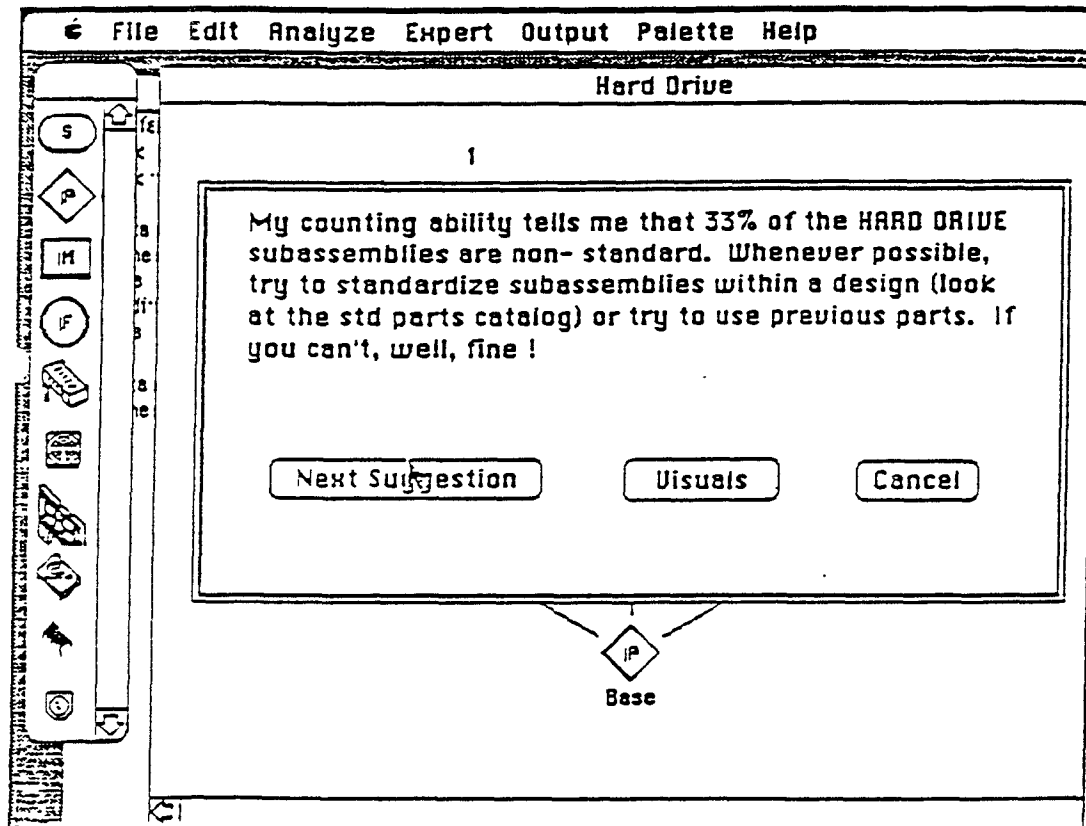 File Edit Analyze Expert Output Palette Help
Hard Drive
S
P
M
F
1
My counting ability tells me that 33% of the HARD DRIVE
subassemblies are non- standard. Whenever possible,
try to standardize subassemblies within a design (look
at the std parts catalog) or try to use previous parts. If
you can't, well, fine !
Next Suggestion Visuals Cancel
P
Base